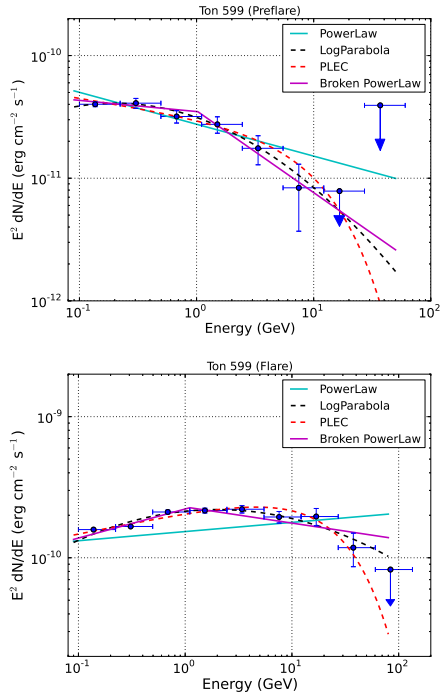 Ton 599 (Preflare)
PowerLaw
LogParabola
PLEC
Broken PowerLaw
10⁻¹⁰
10⁻¹¹
10⁻¹²
E² dN/dE (erg cm⁻² s⁻¹)
10⁻¹ 10⁰ 10¹ 10²
Energy (GeV)
Ton 599 (Flare)
PowerLaw
LogParabola
PLEC
Broken PowerLaw
10⁻⁹
10⁻¹⁰
E² dN/dE (erg cm⁻² s⁻¹)
10⁻¹ 10⁰ 10¹ 10²
Energy (GeV)